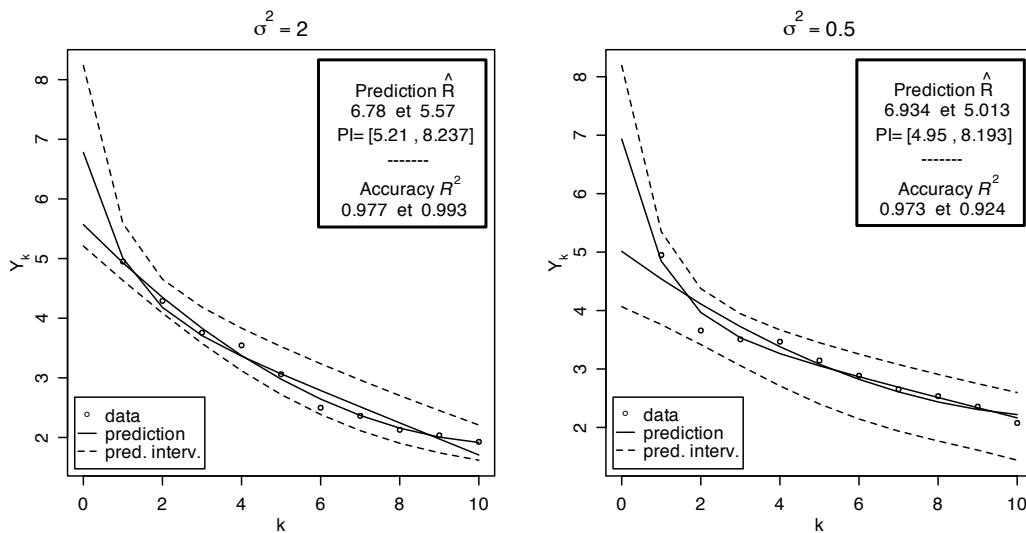 σ² = 2
Prediction R̂
6.78 et 5.57
PI= [5.21 , 8.237]
-------
Accuracy R²
0.977 et 0.993
8
7
6
5
4
3
2
Y_k
data
prediction
pred. interv.
0 2 4 6 8 10
k
σ² = 0.5
Prediction R̂
6.934 et 5.013
PI= [4.95 , 8.193]
-------
Accuracy R²
0.973 et 0.924
8
7
6
5
4
3
2
Y_k
data
prediction
pred. interv.
0 2 4 6 8 10
k